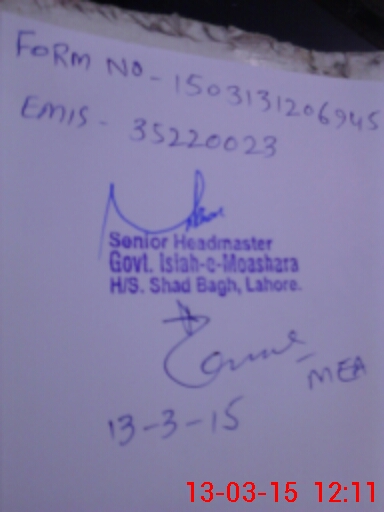 FORM NO - 1503131206945
EMIS - 35220023
Senior Headmaster
Govt. Islah-e-Moashara
H/S. Shad Bagh, Lahore.
MEA
13-3-15
13-03-15 12:11